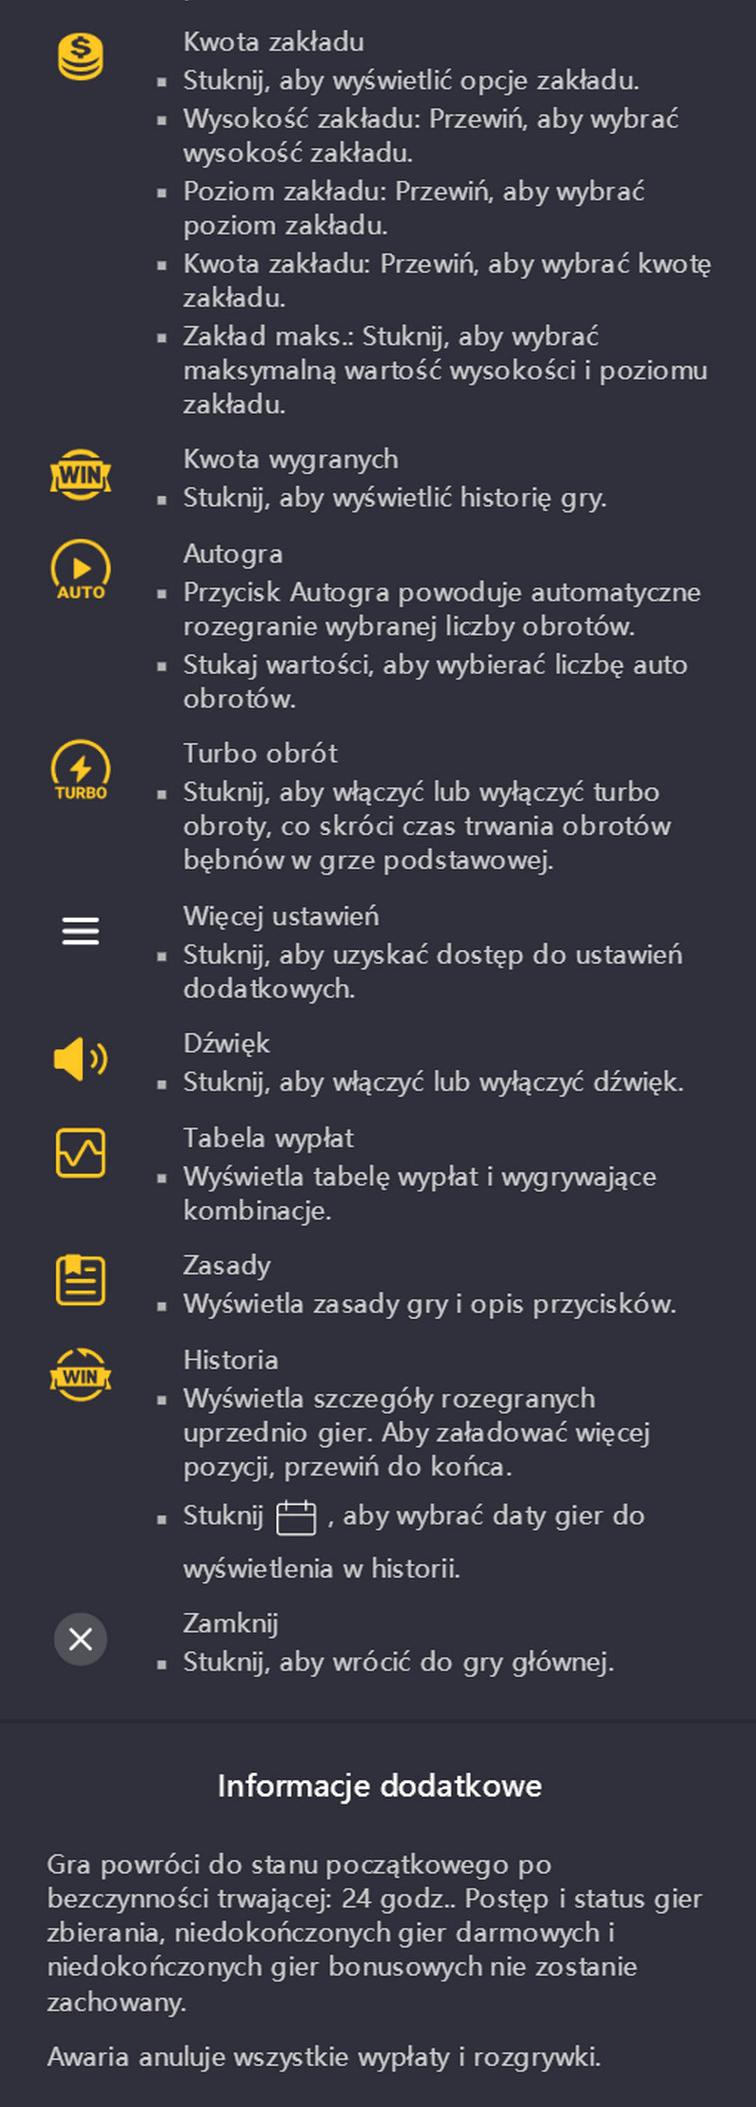 Kwota zakładu
▪ Stuknij, aby wyświetlić opcje zakładu.
▪ Wysokość zakładu: Przewiń, aby wybrać
wysokość zakładu.
▪ Poziom zakładu: Przewiń, aby wybrać
poziom zakładu.
▪ Kwota zakładu: Przewiń, aby wybrać kwotę
zakładu.
▪ Zakład maks.: Stuknij, aby wybrać
maksymalną wartość wysokości i poziomu
zakładu.
WIN
Kwota wygranych
▪ Stuknij, aby wyświetlić historię gry.
AUTO
Autogra
▪ Przycisk Autogra powoduje automatyczne
rozegranie wybranej liczby obrotów.
▪ Stukaj wartości, aby wybierać liczbę auto
obrotów.
TURBO
Turbo obrót
▪ Stuknij, aby włączyć lub wyłączyć turbo
obroty, co skróci czas trwania obrotów
bębnów w grze podstawowej.
Więcej ustawień
▪ Stuknij, aby uzyskać dostęp do ustawień
dodatkowych.
Dźwięk
▪ Stuknij, aby włączyć lub wyłączyć dźwięk.
Tabela wypłat
▪ Wyświetla tabelę wypłat i wygrywające
kombinacje.
Zasady
▪ Wyświetla zasady gry i opis przycisków.
WIN
Historia
▪ Wyświetla szczegóły rozegranych
uprzednio gier. Aby załadować więcej
pozycji, przewiń do końca.
▪ Stuknij , aby wybrać daty gier do
wyświetlenia w historii.
Zamknij
▪ Stuknij, aby wrócić do gry głównej.
Informacje dodatkowe
Gra powróci do stanu początkowego po
bezczynności trwającej: 24 godz.. Postęp i status gier
zbierania, niedokończonych gier darmowych i
niedokończonych gier bonusowych nie zostanie
zachowany.
Awaria anuluje wszystkie wypłaty i rozgrywki.